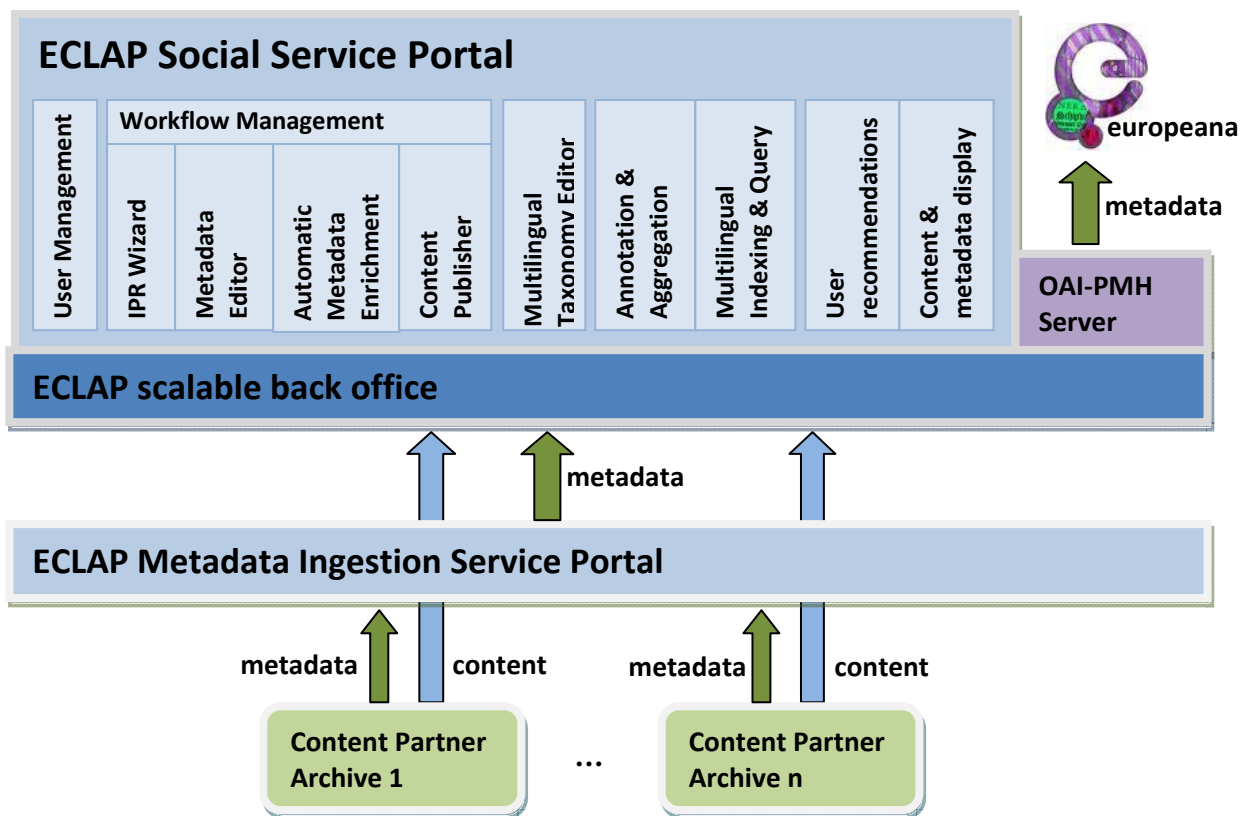 ECLAP Social Service Portal
User Management
Workflow Management
IPR Wizard
Metadata
Editor
Automatic
Metadata
Enrichment
Content
Publisher
Multilingual
Taxonomy Editor
Annotation &
Aggregation
Multilingual
Indexing & Query
User
recommendations
Content &
metadata display
europeana
metadata
OAI-PMH
Server
ECLAP scalable back office
metadata
ECLAP Metadata Ingestion Service Portal
metadata
content
metadata
content
Content Partner
Archive 1
...
Content Partner
Archive n